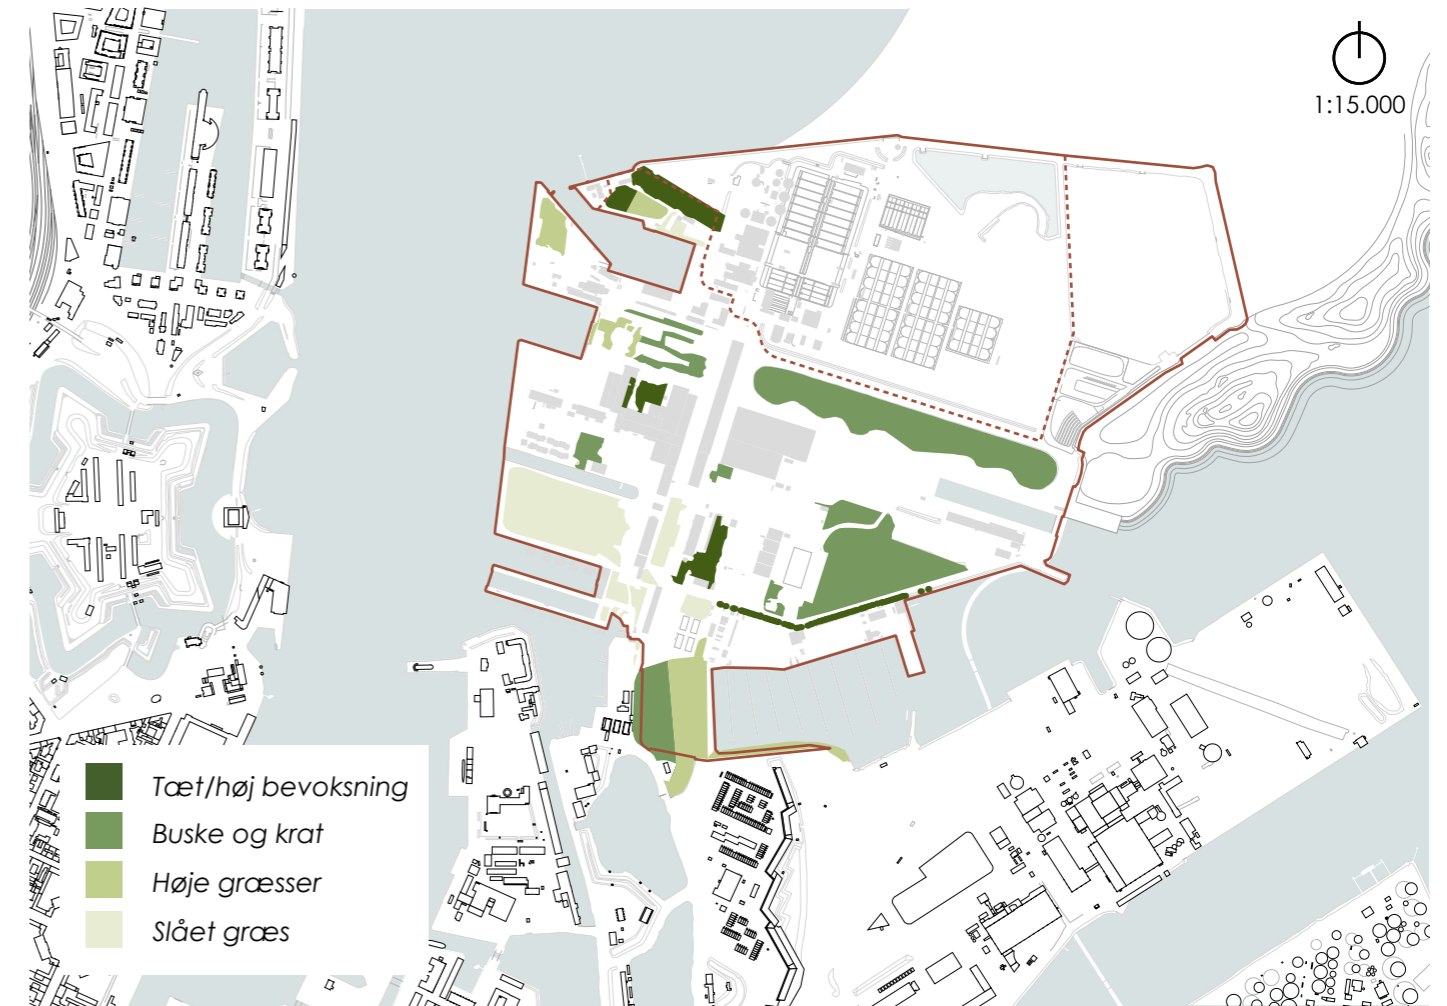 1:15.000
Tæt/høj bevoksning
Buske og krat
Høje græsser
Slået græs